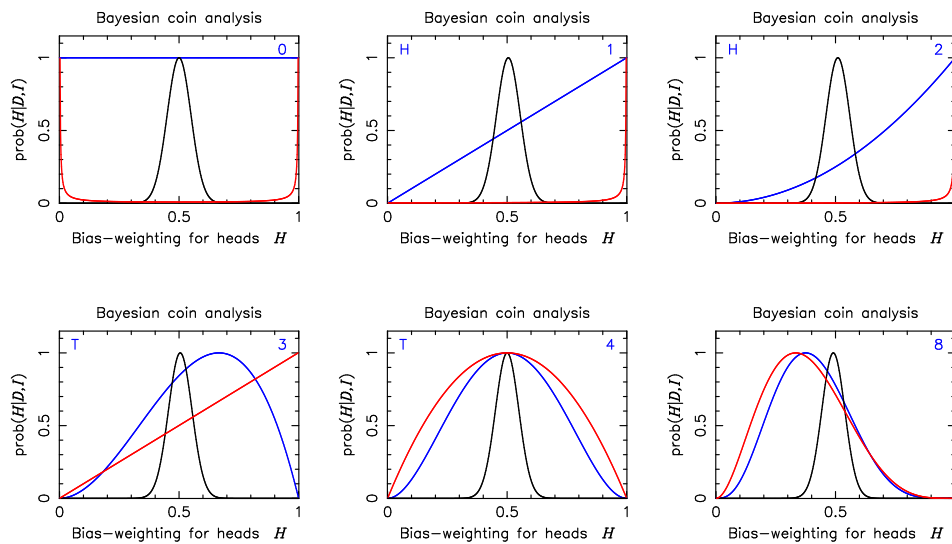 Bayesian coin analysis
0
prob(H|D,I)
1
0.5
0
0 0.5 1
Bias-weighting for heads H
Bayesian coin analysis
H 1
prob(H|D,I)
1
0.5
0
0 0.5 1
Bias-weighting for heads H
Bayesian coin analysis
H 2
prob(H|D,I)
1
0.5
0
0 0.5
Bias-weighting for heads H
Bayesian coin analysis
T 3
prob(H|D,I)
1
0.5
0
0 0.5 1
Bias-weighting for heads H
Bayesian coin analysis
T 4
prob(H|D,I)
1
0.5
0
0 0.5 1
Bias-weighting for heads H
Bayesian coin analysis
8
prob(H|D,I)
1
0.5
0
0 0.5
Bias-weighting for heads H